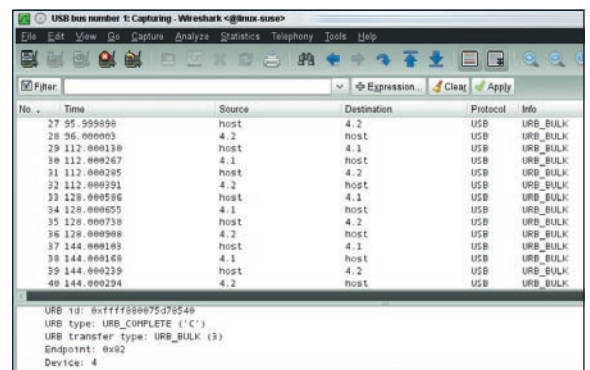 USB bus number 1: Capturing - Wireshark <@linux-suse>
File Edit View Go Capture Analyze Statistics Telephony Tools Help
Filter: Expression... Clear Apply
No. . Time Source Destination Protocol Info
27 95.999898 host 4.2 USB URB_BULK
28 96.000003 4.2 host USB URB_BULK
29 112.000130 host 4.1 USB URB_BULK
30 112.000267 4.1 host USB URB_BULK
31 112.000285 host 4.2 USB URB_BULK
32 112.000391 4.2 host USB URB_BULK
33 128.000586 host 4.1 USB URB_BULK
34 128.000655 4.1 host USB URB_BULK
35 128.000730 host 4.2 USB URB_BULK
36 128.000908 4.2 host USB URB_BULK
37 144.000103 host 4.1 USB URB_BULK
38 144.000160 4.1 host USB URB_BULK
39 144.000239 host 4.2 USB URB_BULK
40 144.000294 4.2 host USB URB_BULK
URB id: 0xffff880075d78540
URB type: URB_COMPLETE ('C')
URB transfer type: URB_BULK (3)
Endpoint: 0x82
Device: 4